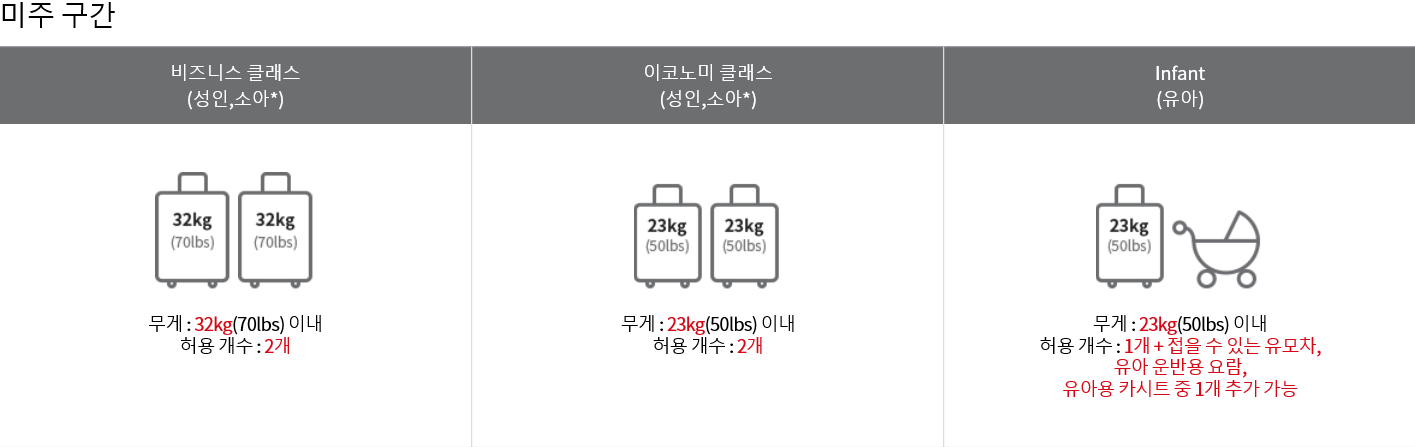 미주 구간
비즈니스 클래스
(성인,소아*)
이코노미 클래스
(성인,소아*)
Infant
(유아)
32kg
(70lbs)
32kg
(70lbs)
23kg
(50lbs)
23kg
(50lbs)
23kg
(50lbs)
무게 : 32kg(70lbs) 이내
허용 개수 : 2개
무게 : 23kg(50lbs) 이내
허용 개수 : 2개
무게 : 23kg(50lbs) 이내
허용 개수 : 1개 + 접을 수 있는 유모차,
유아 운반용 요람,
유아용 카시트 중 1개 추가 가능